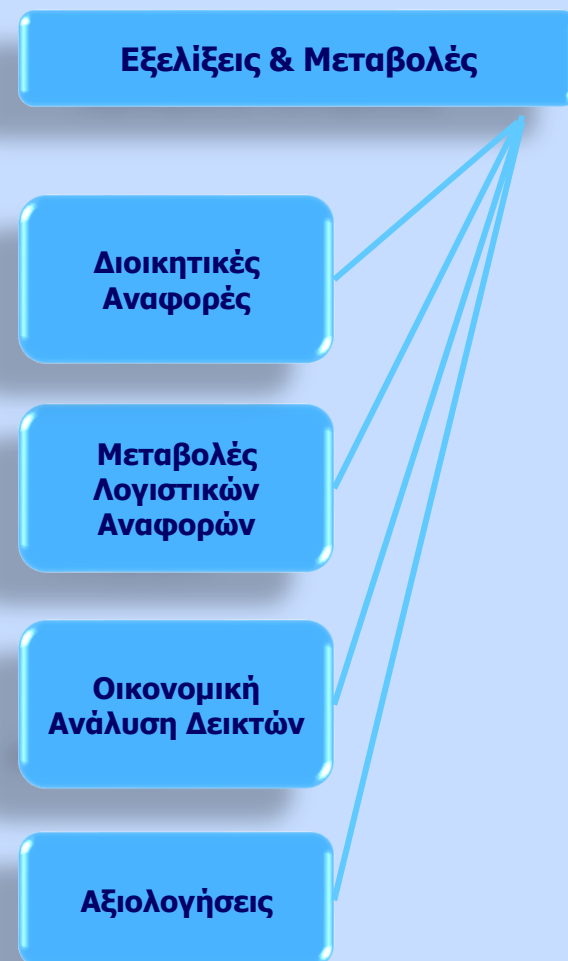 Εξελίξεις & Μεταβολές
Διοικητικές
Αναφορές
Μεταβολές
Λογιστικών
Αναφορών
Οικονομική
Ανάλυση Δεικτών
Αξιολογήσεις